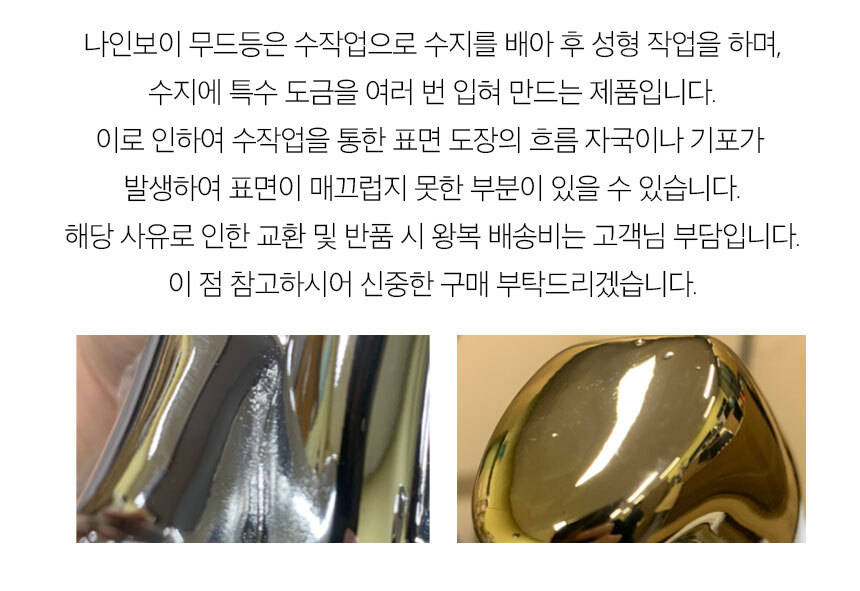 나인보이 무드등은 수작업으로 수지를 배아 후 성형 작업을 하며,
수지에 특수 도금을 여러 번 입혀 만드는 제품입니다.
이로 인하여 수작업을 통한 표면 도장의 흐름 자국이나 기포가
발생하여 표면이 매끄럽지 못한 부분이 있을 수 있습니다.
해당 사유로 인한 교환 및 반품 시 왕복 배송비는 고객님 부담입니다.
이 점 참고하시어 신중한 구매 부탁드리겠습니다.